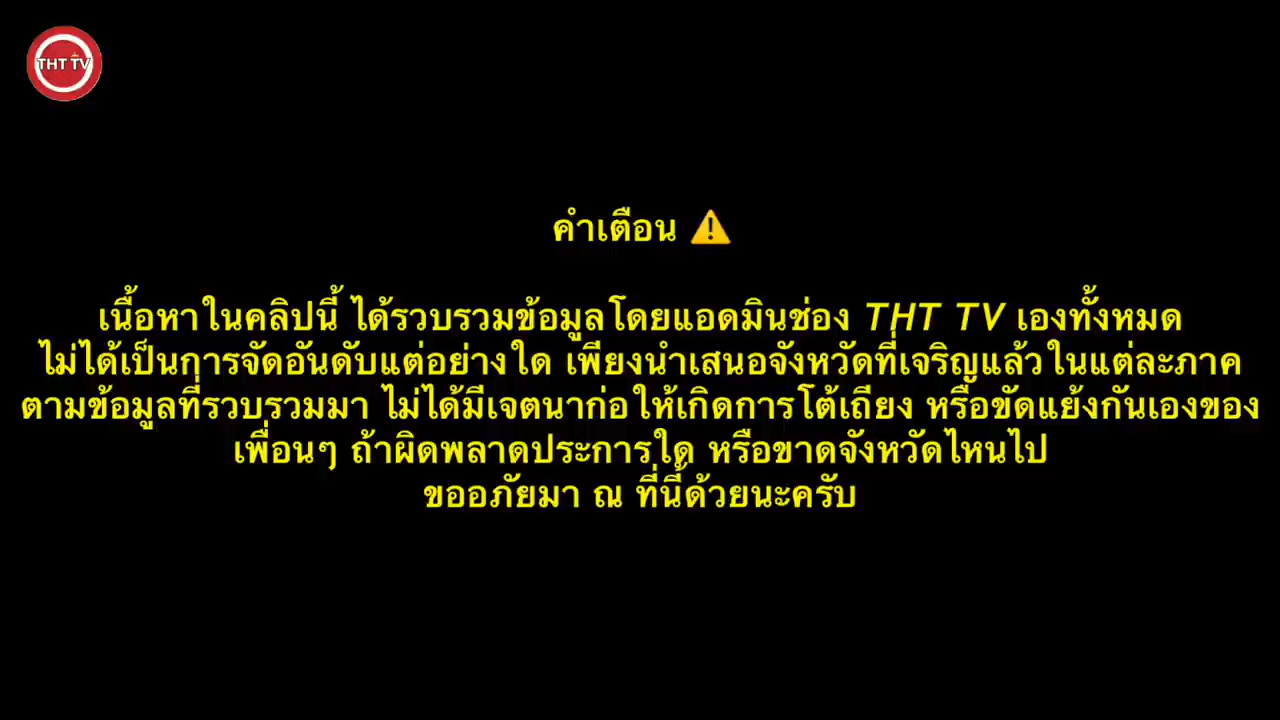 THT TV
คำเตือน ⚠️
เนื้อหาในคลิปนี้ ได้รวบรวมข้อมูลโดยแอดมินช่อง THT TV เองทั้งหมด
ไม่ได้เป็นการจัดอันดับแต่อย่างใด เพียงนำเสนอจังหวัดที่เจริญแล้วในแต่ละภาค
ตามข้อมูลที่รวบรวมมา ไม่ได้มีเจตนาก่อให้เกิดการโต้เถียง หรือขัดแย้งกันเองของ
เพื่อนๆ ถ้าผิดพลาดประการใด หรือขาดจังหวัดไหนไป
ขออภัยมา ณ ที่นี้ด้วยนะครับ